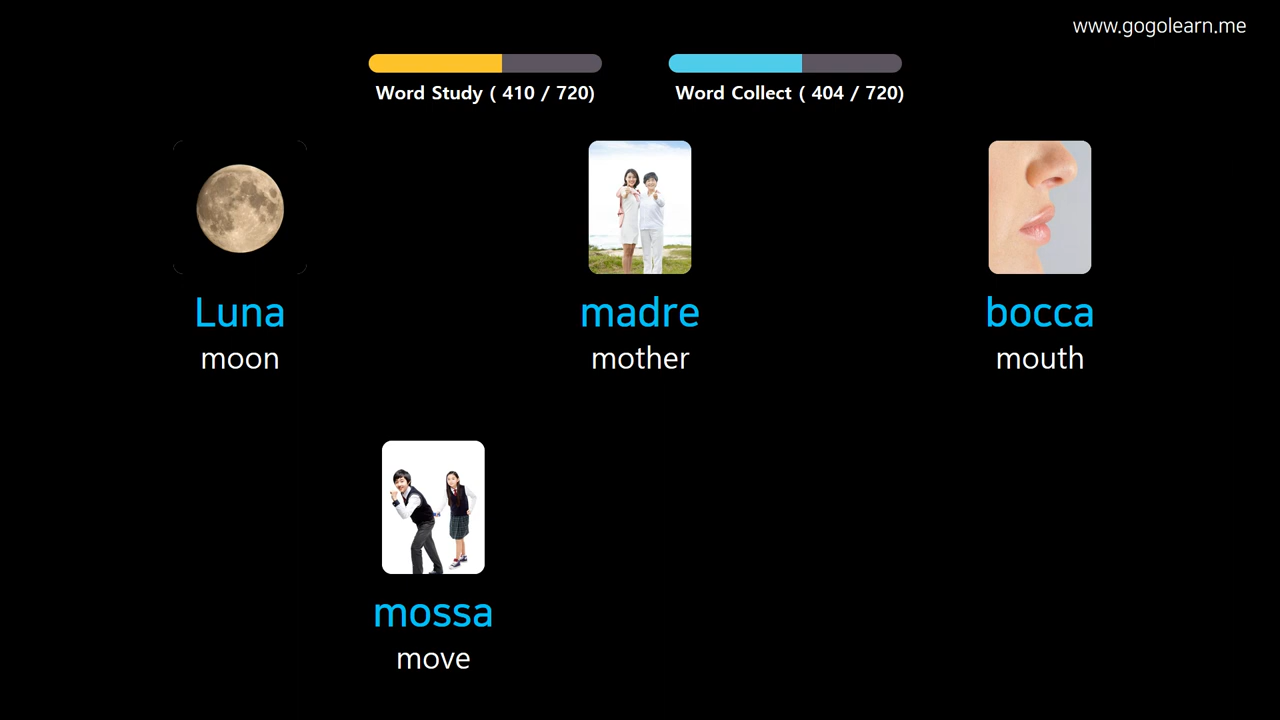 www.gogolearn.me
Word Study ( 410 / 720)
Word Collect ( 404 / 720)
Luna
moon
madre
mother
bocca
mouth
mossa
move